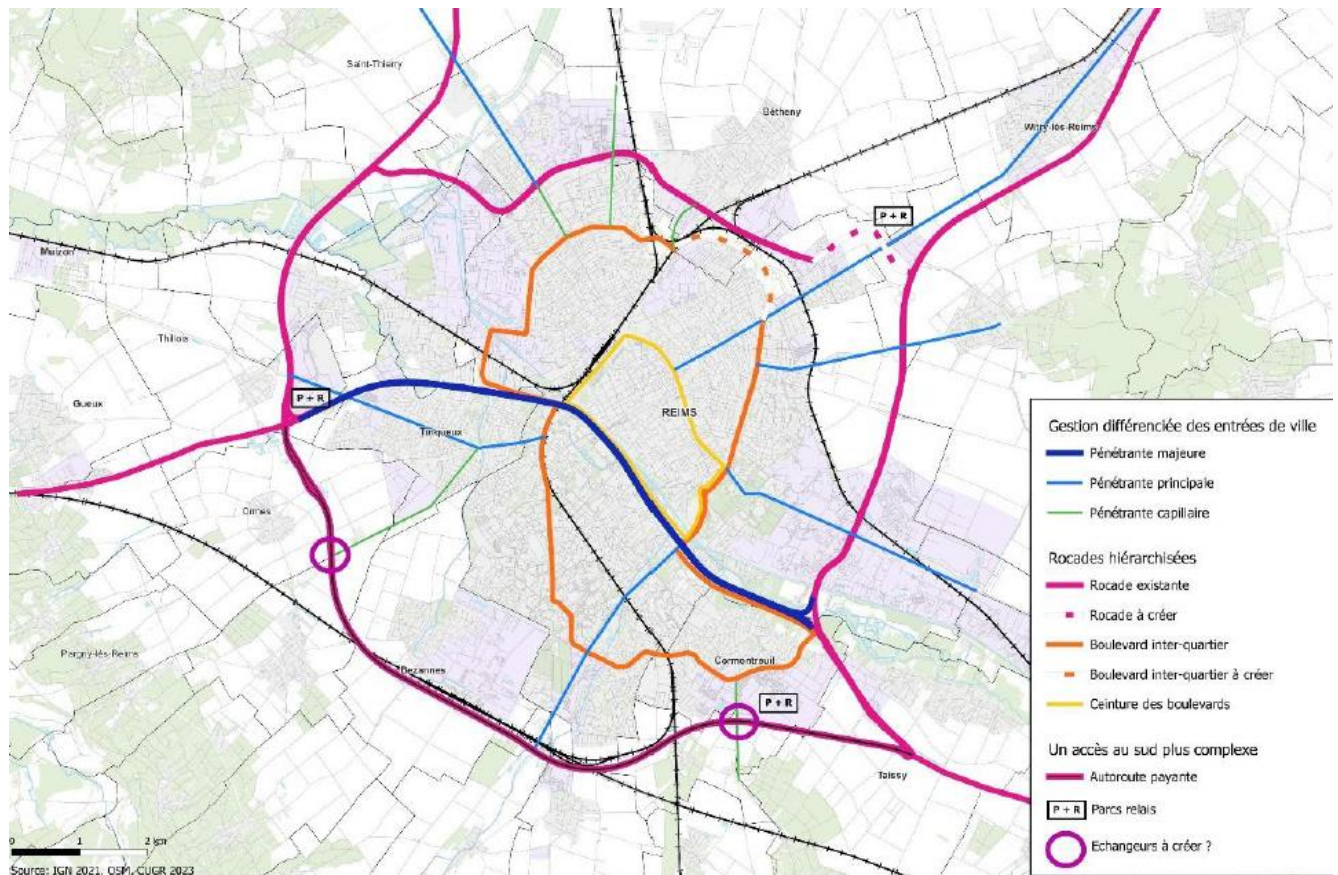 Saint-Thierry
Bétheny
Witry-lès-Reims
P + R
Muizon
Thillois
Gueux
P + R
Tinqueux
REIMS
Ormes
Pargny-lès-Reims
Bezannes
Cormontreuil
P + R
Taissy
Gestion différenciée des entrées de ville
Pénétrante majeure
Pénétrante principale
Pénétrante capillaire
Rocades hiérarchisées
Rocade existante
Rocade à créer
Boulevard inter-quartier
Boulevard inter-quartier à créer
Ceinture des boulevards
Un accès au sud plus complexe
Autoroute payante
P + R Parcs relais
Echangeurs à créer ?
0 1 2 km
Source: IGN 2021, OSM, CUGR 2023